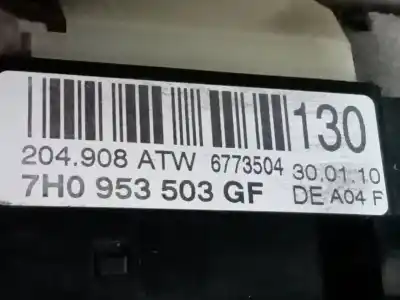 130
204.908 ATW 6773504 30.01.10
7H0 953 503 GF DE A04 F